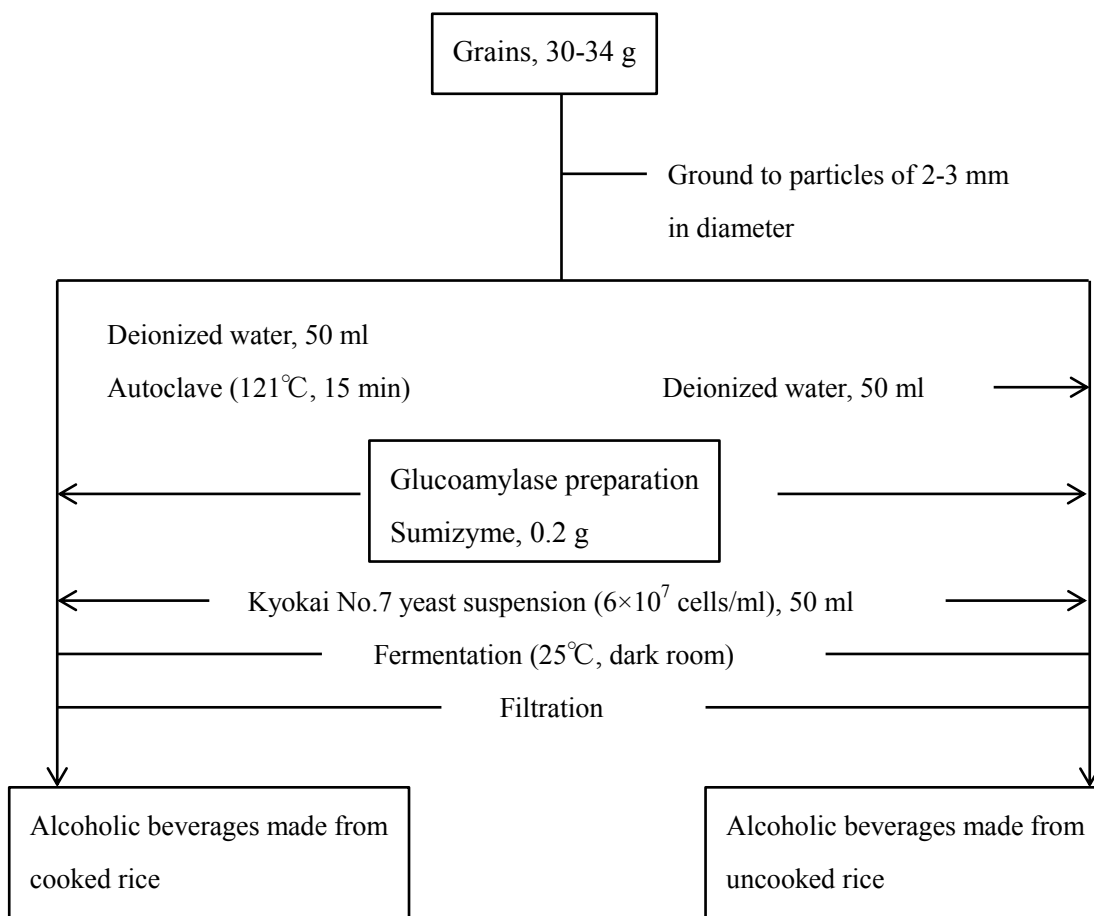 Grains, 30-34 g
Ground to particles of 2-3 mm
in diameter
Deionized water, 50 ml
Autoclave (121℃, 15 min)
Deionized water, 50 ml
Glucoamylase preparation
Sumizyme, 0.2 g
Kyokai No.7 yeast suspension (6×10⁷ cells/ml), 50 ml
Fermentation (25℃, dark room)
Filtration
Alcoholic beverages made from
cooked rice
Alcoholic beverages made from
uncooked rice